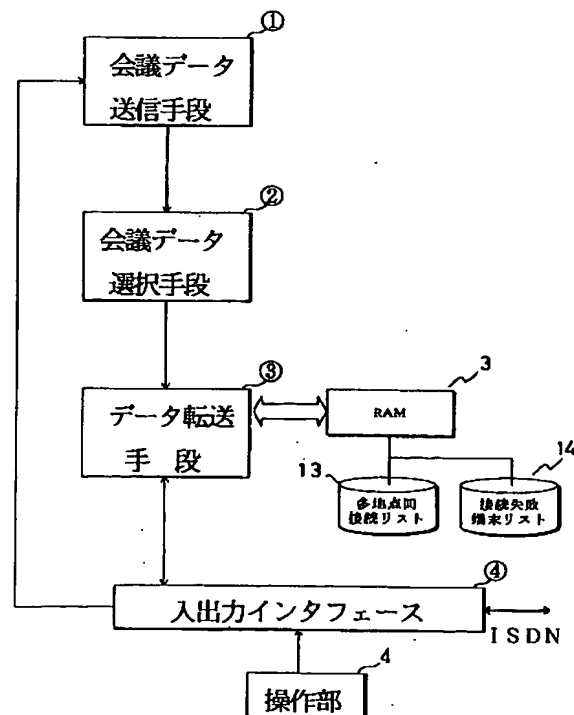 ①
会議データ
送信手段
②
会議データ
選択手段
③
データ転送
手 段
3
RAM
13
多地点間
接続リスト
14
接続失敗
端末リスト
④
入出力インタフェース
ISDN
4
操作部